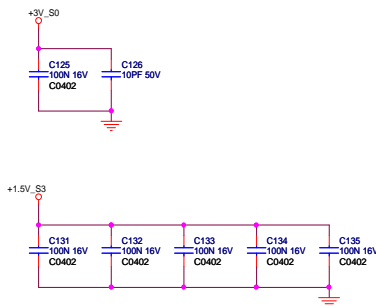 +3V_S0
C125
100N 16V
C0402
C126
10PF 50V
+1.5V_S3
C131
100N 16V
C0402
C132
100N 16V
C0402
C133
100N 16V
C0402
C134
100N 16V
C0402
C135
100N 16V
C0402